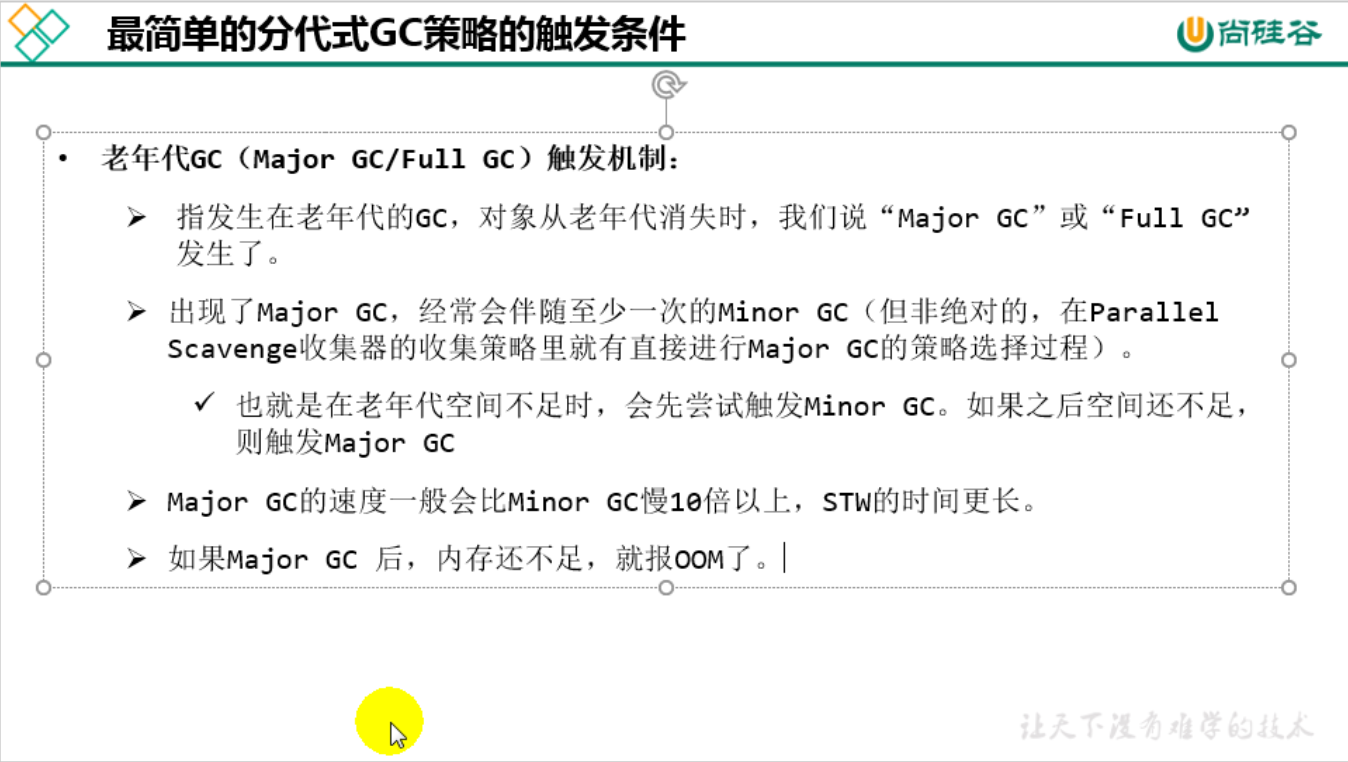 最简单的分代式GC策略的触发条件
尚硅谷
• 老年代GC（Major GC/Full GC）触发机制：
➢ 指发生在老年代的GC，对象从老年代消失时，我们说“Major GC”或“Full GC”
发生了。
➢ 出现了Major GC，经常会伴随至少一次的Minor GC（但非绝对的，在Parallel
Scavenge收集器的收集策略里就有直接进行Major GC的策略选择过程）。
✓ 也就是在老年代空间不足时，会先尝试触发Minor GC。如果之后空间还不足，
则触发Major GC
➢ Major GC的速度一般会比Minor GC慢10倍以上，STW的时间更长。
➢ 如果Major GC 后，内存还不足，就报OOM了。
让天下没有难学的技术